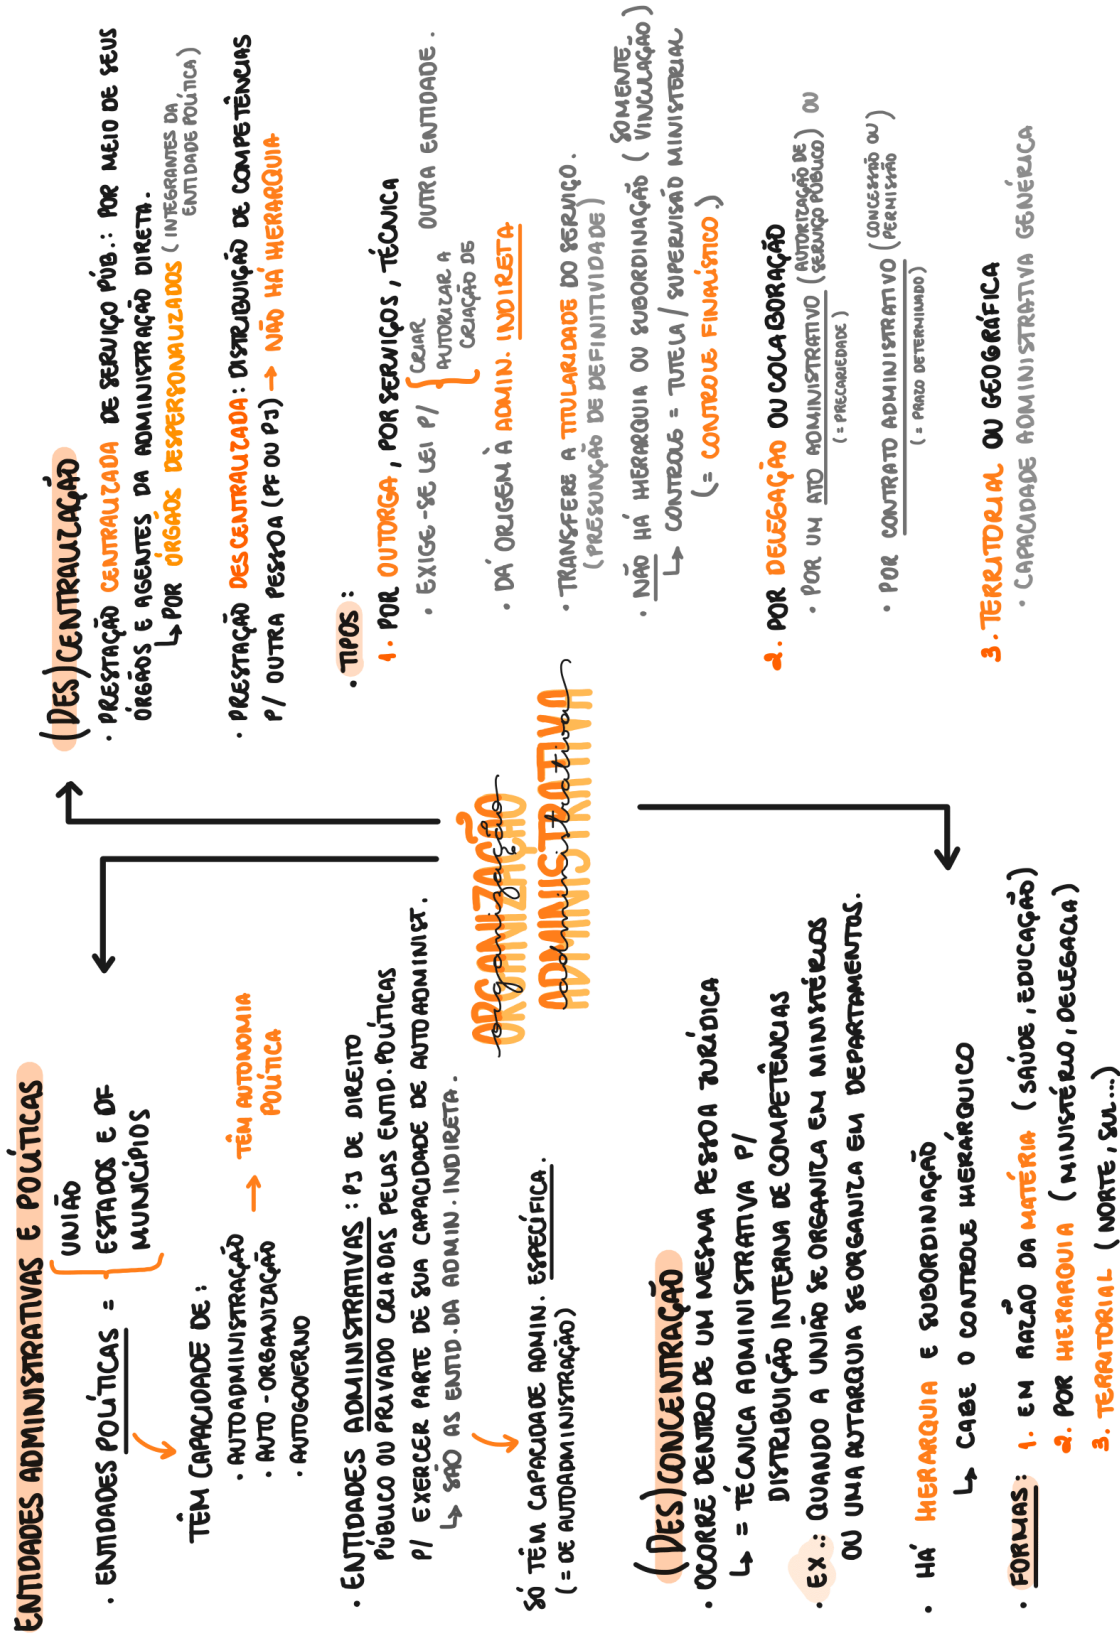 ENTIDADES ADMINISTRATIVAS E POLÍTICAS
• ENTIDADES POLÍTICAS =
UNIÃO
ESTADOS E DF
MUNICÍPIOS
TÊM CAPACIDADE DE :
• AUTOADMINISTRAÇÃO
• AUTO-ORGANIZAÇÃO
• AUTOGOVERNO
→ TÊM AUTONOMIA
POLÍTICA
• ENTIDADES ADMINISTRATIVAS : PJ DE DIREITO
PÚBLICO OU PRIVADO CRIADAS PELAS ENTID. POLÍTICAS
P/ EXERCER PARTE DE SUA CAPACIDADE DE AUTOADMINIST.
↳ SÃO AS ENTID. DA ADMIN. INDIRETA.
SÓ TÊM CAPACIDADE ADMIN. ESPECÍFICA.
(= DE AUTOADMINISTRAÇÃO)
ORGANIZAÇÃO
organização
ADMINISTRATIVA
administrativa
(DES)CENTRALIZAÇÃO
• PRESTAÇÃO CENTRALIZADA DE SERVIÇO PÚB.: POR MEIO DE SEUS
ÓRGÃOS E AGENTES DA ADMINISTRAÇÃO DIRETA.
↳ POR ÓRGÃOS DESPERSONALIZADOS (INTEGRANTES DA
ENTIDADE POLÍTICA)
• PRESTAÇÃO DESCENTRALIZADA : DISTRIBUIÇÃO DE COMPETÊNCIAS
P/ OUTRA PESSOA (PF OU PJ) → NÃO HÁ HIERARQUIA
• TIPOS :
1. POR OUTORGA, POR SERVIÇOS, TÉCNICA
• EXIGE-SE LEI P/
CRIAR
AUTORIZAR A
CRIAÇÃO DE
OUTRA ENTIDADE.
• DÁ ORIGEM À ADMIN. INDIRETA
• TRANSFERE A TITULARIDADE DO SERVIÇO.
(PRESUNÇÃO DE DEFINITIVIDADE)
• NÃO HÁ HIERARQUIA OU SUBORDINAÇÃO (SOMENTE
VINCULAÇÃO)
↳ CONTROLE = TUTELA / SUPERVISÃO MINISTERIAL
(= CONTROLE FINALÍSTICO.)
2. POR DELEGAÇÃO OU COLABORAÇÃO
• POR UM ATO ADMINISTRATIVO (AUTORIZAÇÃO DE
SERVIÇO PÚBLICO) OU
(= PRECARIEDADE)
• POR CONTRATO ADMINISTRATIVO (CONCESSÃO OU
PERMISSÃO)
(= PRAZO DETERMINADO)
3. TERRITORIAL OU GEOGRÁFICA
• CAPACIDADE ADMINISTRATIVA GENÉRICA
(DES)CONCENTRAÇÃO
• OCORRE DENTRO DE UM MESMA PESSOA JURÍDICA
↳ = TÉCNICA ADMINISTRATIVA P/
DISTRIBUIÇÃO INTERNA DE COMPETÊNCIAS
• EX.: QUANDO A UNIÃO SE ORGANIZA EM MINISTÉRIOS
OU UMA AUTARQUIA SE ORGANIZA EM DEPARTAMENTOS.
• HÁ HIERARQUIA E SUBORDINAÇÃO
↳ CABE O CONTROLE HIERÁRQUICO
• FORMAS: 1. EM RAZÃO DA MATÉRIA (SAÚDE, EDUCAÇÃO)
2. POR HIERARQUIA (MINISTÉRIO, DELEGACIA)
3. TERRITORIAL (NORTE, SUL...)